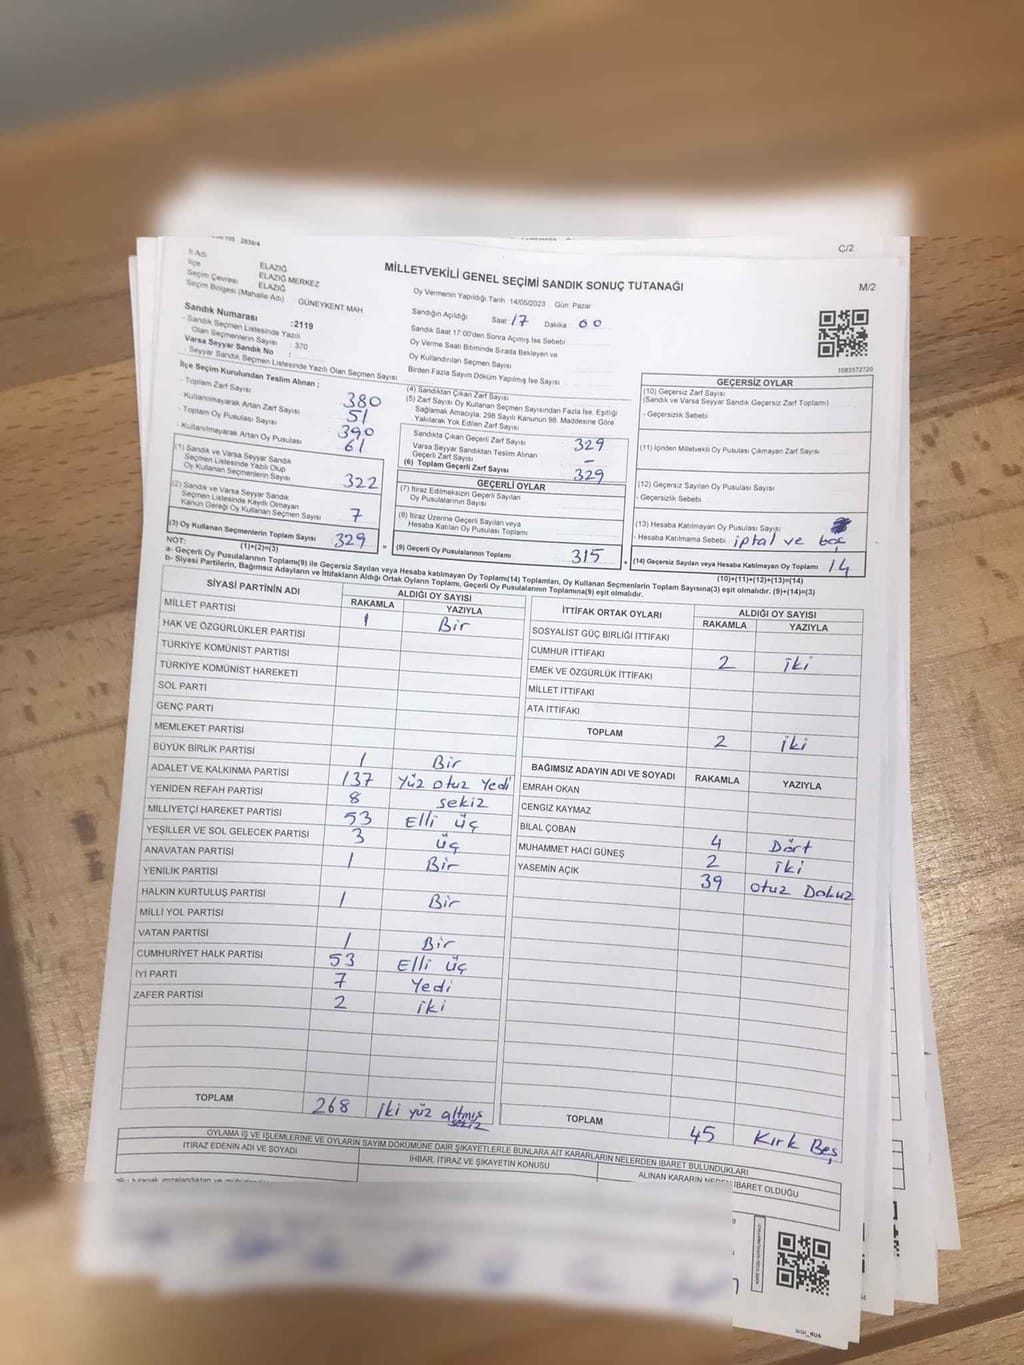 C/2
M/2
MİLLETVEKİLİ GENEL SEÇİMİ SANDIK SONUÇ TUTANAĞI
İl Adı ELAZIĞ
İlçe ELAZIĞ MERKEZ
Seçim Çevresi ELAZIĞ
Seçim Bölgesi (Mahalle Adı) GÜNEYKENT MAH
Sandık Numarası :2119
- Sandık Seçmen Listesinde Yazılı Olan Seçmenlerin Sayısı : 370
Varsa Seyyar Sandık No :
- Seyyar Sandık Seçmen Listesinde Yazılı Olan Seçmen Sayısı
Oy Vermenin Yapıldığı Tarih 14/05/2023 Gün: Pazar
Sandığın Açıldığı Saat 17 Dakika 00
Sandık Saat 17:00'den Sonra Açılmış İse Sebebi
Oy Verme Saati Bitiminde Sırada Bekleyen ve
Oy Kullandırılan Seçmen Sayısı
Birden Fazla Sayım Döküm Yapılmış İse Sayısı
1083572720
İlçe Seçim Kurulundan Teslim Alınan ;
- Toplam Zarf Sayısı 380
- Kullanılmayarak Artan Zarf Sayısı 51
- Toplam Oy Pusulası Sayısı 390
- Kullanılmayarak Artan Oy Pusulası 61
(1) Sandık ve Varsa Seyyar Sandık
Seçmen Listesinde Yazılı Olup
Oy Kullanan Seçmenlerin Sayısı 322
(2) Sandık ve Varsa Seyyar Sandık
Seçmen Listesinde Kayıtlı Olmayan
Kanun Gereği Oy Kullanan Seçmen Sayısı 7
(3) Oy Kullanan Seçmenlerin Toplam Sayısı 329
(1)+(2)=(3)
(4) Sandıktan Çıkan Zarf Sayısı
(5) Zarf Sayısı Oy Kullanan Seçmen Sayısından Fazla İse, Eşitliği
Sağlamak Amacıyla, 298 Sayılı Kanunun 98. Maddesine Göre
Yakılarak Yok Edilen Zarf Sayısı
Sandıkta Çıkan Geçerli Zarf Sayısı 329
Varsa Seyyar Sandıktan Teslim Alınan
Geçerli Zarf Sayısı –
(6) Toplam Geçerli Zarf Sayısı 329
GEÇERLİ OYLAR
(7) İtiraz Edilmeksizin Geçerli Sayılan
Oy Pusulalarının Sayısı
(8) İtiraz Üzerine Geçerli Sayılan veya
Hesaba Katılan Oy Pusulası Toplamı
= (9) Geçerli Oy Pusulalarının Toplamı 315 +
GEÇERSİZ OYLAR
(10) Geçersiz Zarf Sayısı
(Sandık ve Varsa Seyyar Sandık Geçersiz Zarf Toplamı)
- Geçersizlik Sebebi
(11) İçinden Milletvekili Oy Pusulası Çıkmayan Zarf Sayısı
(12) Geçersiz Sayılan Oy Pusulası Sayısı
- Geçersizlik Sebebi
(13) Hesaba Katılmayan Oy Pusulası Sayısı
- Hesaba Katılmama Sebebi iptal ve boş
(14) Geçersiz Sayılan veya Hesaba Katılmayan Oy Toplamı 14
(10)+(11)+(12)+(13)=(14)
NOT:
a- Geçerli Oy Pusulalarının Toplamı(9) ile Geçersiz Sayılan veya Hesaba Katılmayan Oy Toplamı(14) Toplamları, Oy Kullanan Seçmenlerin Toplam Sayısına(3) eşit olmalıdır. (9)+(14)=(3)
b- Siyasi Partilerin, Bağımsız Adayların ve İttifakların Aldığı Ortak Oyların Toplamı, Geçerli Oy Pusulalarının Toplamına(9) eşit olmalıdır.
SİYASİ PARTİNİN ADI ALDIĞI OY SAYISI
RAKAMLA YAZIYLA
MİLLET PARTİSİ 1 Bir
HAK VE ÖZGÜRLÜKLER PARTİSİ
TÜRKİYE KOMÜNİST PARTİSİ
TÜRKİYE KOMÜNİST HAREKETİ
SOL PARTİ
GENÇ PARTİ
MEMLEKET PARTİSİ
BÜYÜK BİRLİK PARTİSİ 1 Bir
ADALET VE KALKINMA PARTİSİ 137 Yüz otuz Yedi
YENİDEN REFAH PARTİSİ 8 sekiz
MİLLİYETÇİ HAREKET PARTİSİ 53 Elli üç
YEŞİLLER VE SOL GELECEK PARTİSİ 3 üç
ANAVATAN PARTİSİ 1 Bir
YENİLİK PARTİSİ
HALKIN KURTULUŞ PARTİSİ 1 Bir
MİLLİ YOL PARTİSİ
VATAN PARTİSİ 1 Bir
CUMHURİYET HALK PARTİSİ 53 Elli üç
İYİ PARTİ 7 Yedi
ZAFER PARTİSİ 2 iki
TOPLAM 268 iki yüz altmış sekiz
İTTİFAK ORTAK OYLARI ALDIĞI OY SAYISI
RAKAMLA YAZIYLA
SOSYALİST GÜÇ BİRLİĞİ İTTİFAKI
CUMHUR İTTİFAKI 2 iki
EMEK VE ÖZGÜRLÜK İTTİFAKI
MİLLET İTTİFAKI
ATA İTTİFAKI
TOPLAM 2 iki
BAĞIMSIZ ADAYIN ADI VE SOYADI RAKAMLA YAZIYLA
EMRAH OKAN
CENGİZ KAYMAZ
BİLAL ÇOBAN 4 Dört
MUHAMMET HACİ GÜNEŞ 2 iki
YASEMİN AÇIK 39 otuz Dokuz
TOPLAM 45 Kırk Beş
OYLAMA İŞ VE İŞLEMLERİNE VE OYLARIN SAYIM DÖKÜMÜNE DAİR ŞİKAYETLERLE BUNLARA AİT KARARLARIN NELERDEN İBARET BULUNDUKLARI
İTİRAZ EDENİN ADI VE SOYADI
İHBAR, İTİRAZ VE ŞİKAYETİN KONUSU
ALINAN KARARIN NEDEN İBARET OLDUĞU